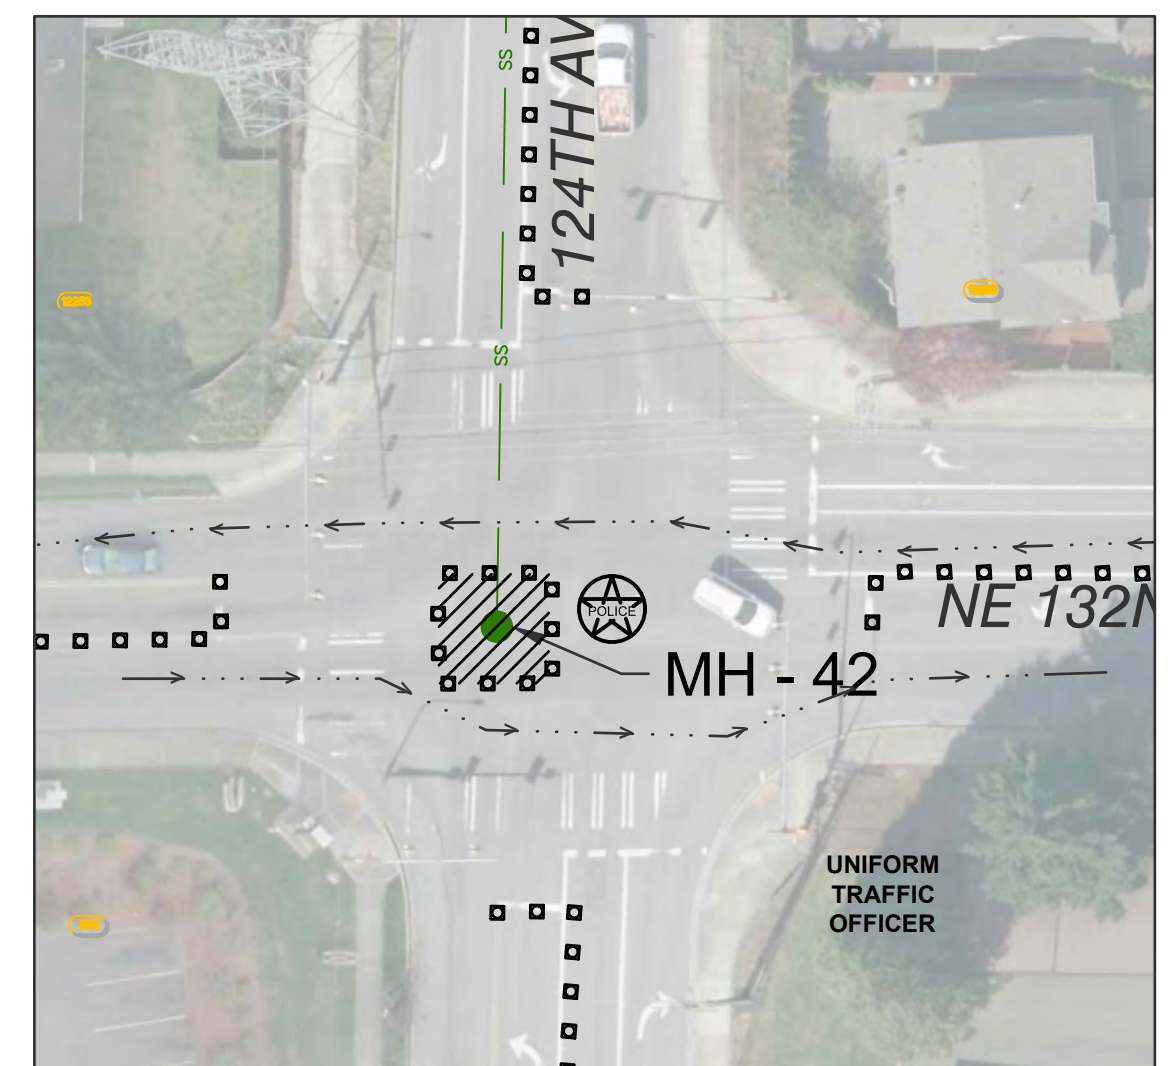 SS
124TH AV
SS
POLICE
NE 132N
MH - 42
UNIFORM
TRAFFIC
OFFICER